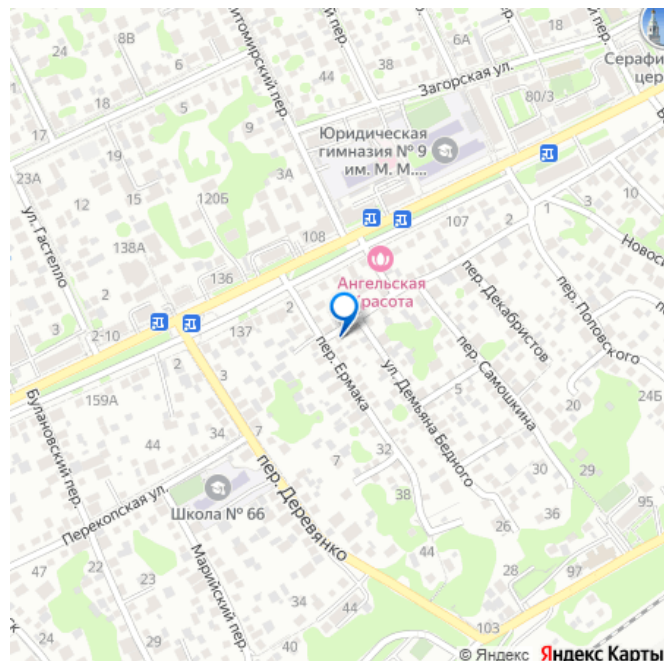 24
8В
итомирский пер.
6А
38
44
Серафи
цер
6
5
18
18
Загорская ул.
80/3
17
19
9
Юридическая
гимназия № 9
им. М. М....
23А
12
15
3А
120Б
ул. Гастелло
138А
108
107
2
1
3
10
Новоси
136
Ангельская
красота
пер. Декабристов
пер. Поповского
2
2-10
137
2
3
159А
пер. Ермака
ул. Демьяна Бедного
пер. Самошкина
5
20
24Б
Булановский пер.
44
34
7
7
32
30
29
38
95
пер. Деревянко
Перекопская ул.
Школа № 66
26
36
44
47
22
23
Марийский пер.
28
97
34
44
29
40
103
ск
© Яндекс Яндекс Карты